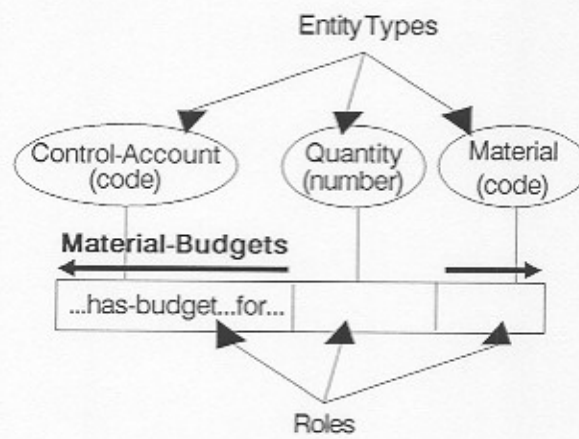 Entity Types
Control-Account
(code)
Quantity
(number)
Material
(code)
Material-Budgets
...has-budget...for...
Roles